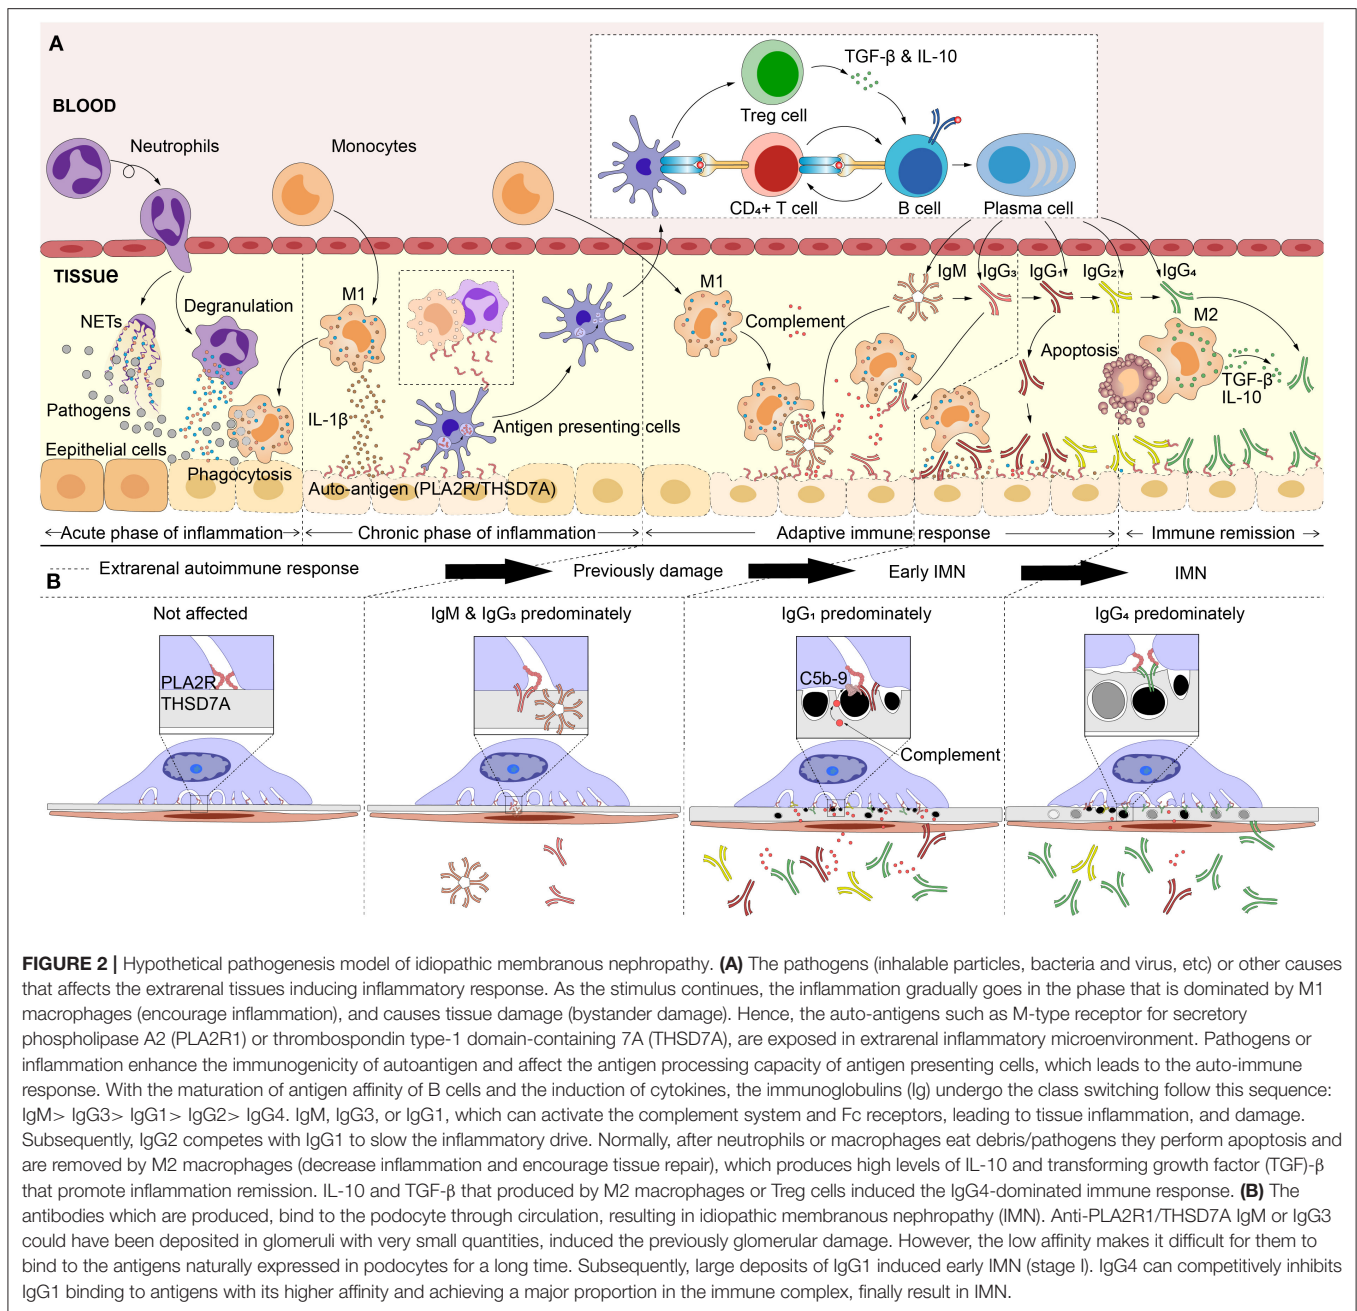 A
BLOOD
Neutrophils
Monocytes
TGF-β & IL-10
Treg cell
CD₄+ T cell
B cell
Plasma cell
TISSUE
NETs
Degranulation
Pathogens
Eepithelial cells
Phagocytosis
M1
IL-1β
Antigen presenting cells
Auto-antigen (PLA2R/THSD7A)
M1
Complement
IgM
IgG₃
IgG₁
IgG₂
IgG₄
M2
Apoptosis
TGF-β
IL-10
Acute phase of inflammation
Chronic phase of inflammation
Adaptive immune response
Immune remission
Extrarenal autoimmune response
Previously damage
Early IMN
IMN
B
Not affected
IgM & IgG₃ predominately
IgG₁ predominately
IgG₄ predominately
PLA2R
THSD7A
C5b-9
Complement
FIGURE 2 | Hypothetical pathogenesis model of idiopathic membranous nephropathy. (A) The pathogens (inhalable particles, bacteria and virus, etc) or other causes
that affects the extrarenal tissues inducing inflammatory response. As the stimulus continues, the inflammation gradually goes in the phase that is dominated by M1
macrophages (encourage inflammation), and causes tissue damage (bystander damage). Hence, the auto-antigens such as M-type receptor for secretory
phospholipase A2 (PLA2R1) or thrombospondin type-1 domain-containing 7A (THSD7A), are exposed in extrarenal inflammatory microenvironment. Pathogens or
inflammation enhance the immunogenicity of autoantigen and affect the antigen processing capacity of antigen presenting cells, which leads to the auto-immune
response. With the maturation of antigen affinity of B cells and the induction of cytokines, the immunoglobulins (Ig) undergo the class switching follow this sequence:
IgM> IgG3> IgG1> IgG2> IgG4. IgM, IgG3, or IgG1, which can activate the complement system and Fc receptors, leading to tissue inflammation, and damage.
Subsequently, IgG2 competes with IgG1 to slow the inflammatory drive. Normally, after neutrophils or macrophages eat debris/pathogens they perform apoptosis and
are removed by M2 macrophages (decrease inflammation and encourage tissue repair), which produces high levels of IL-10 and transforming growth factor (TGF)-β
that promote inflammation remission. IL-10 and TGF-β that produced by M2 macrophages or Treg cells induced the IgG4-dominated immune response. (B) The
antibodies which are produced, bind to the podocyte through circulation, resulting in idiopathic membranous nephropathy (IMN). Anti-PLA2R1/THSD7A IgM or IgG3
could have been deposited in glomeruli with very small quantities, induced the previously glomerular damage. However, the low affinity makes it difficult for them to
bind to the antigens naturally expressed in podocytes for a long time. Subsequently, large deposits of IgG1 induced early IMN (stage I). IgG4 can competitively inhibits
IgG1 binding to antigens with its higher affinity and achieving a major proportion in the immune complex, finally result in IMN.